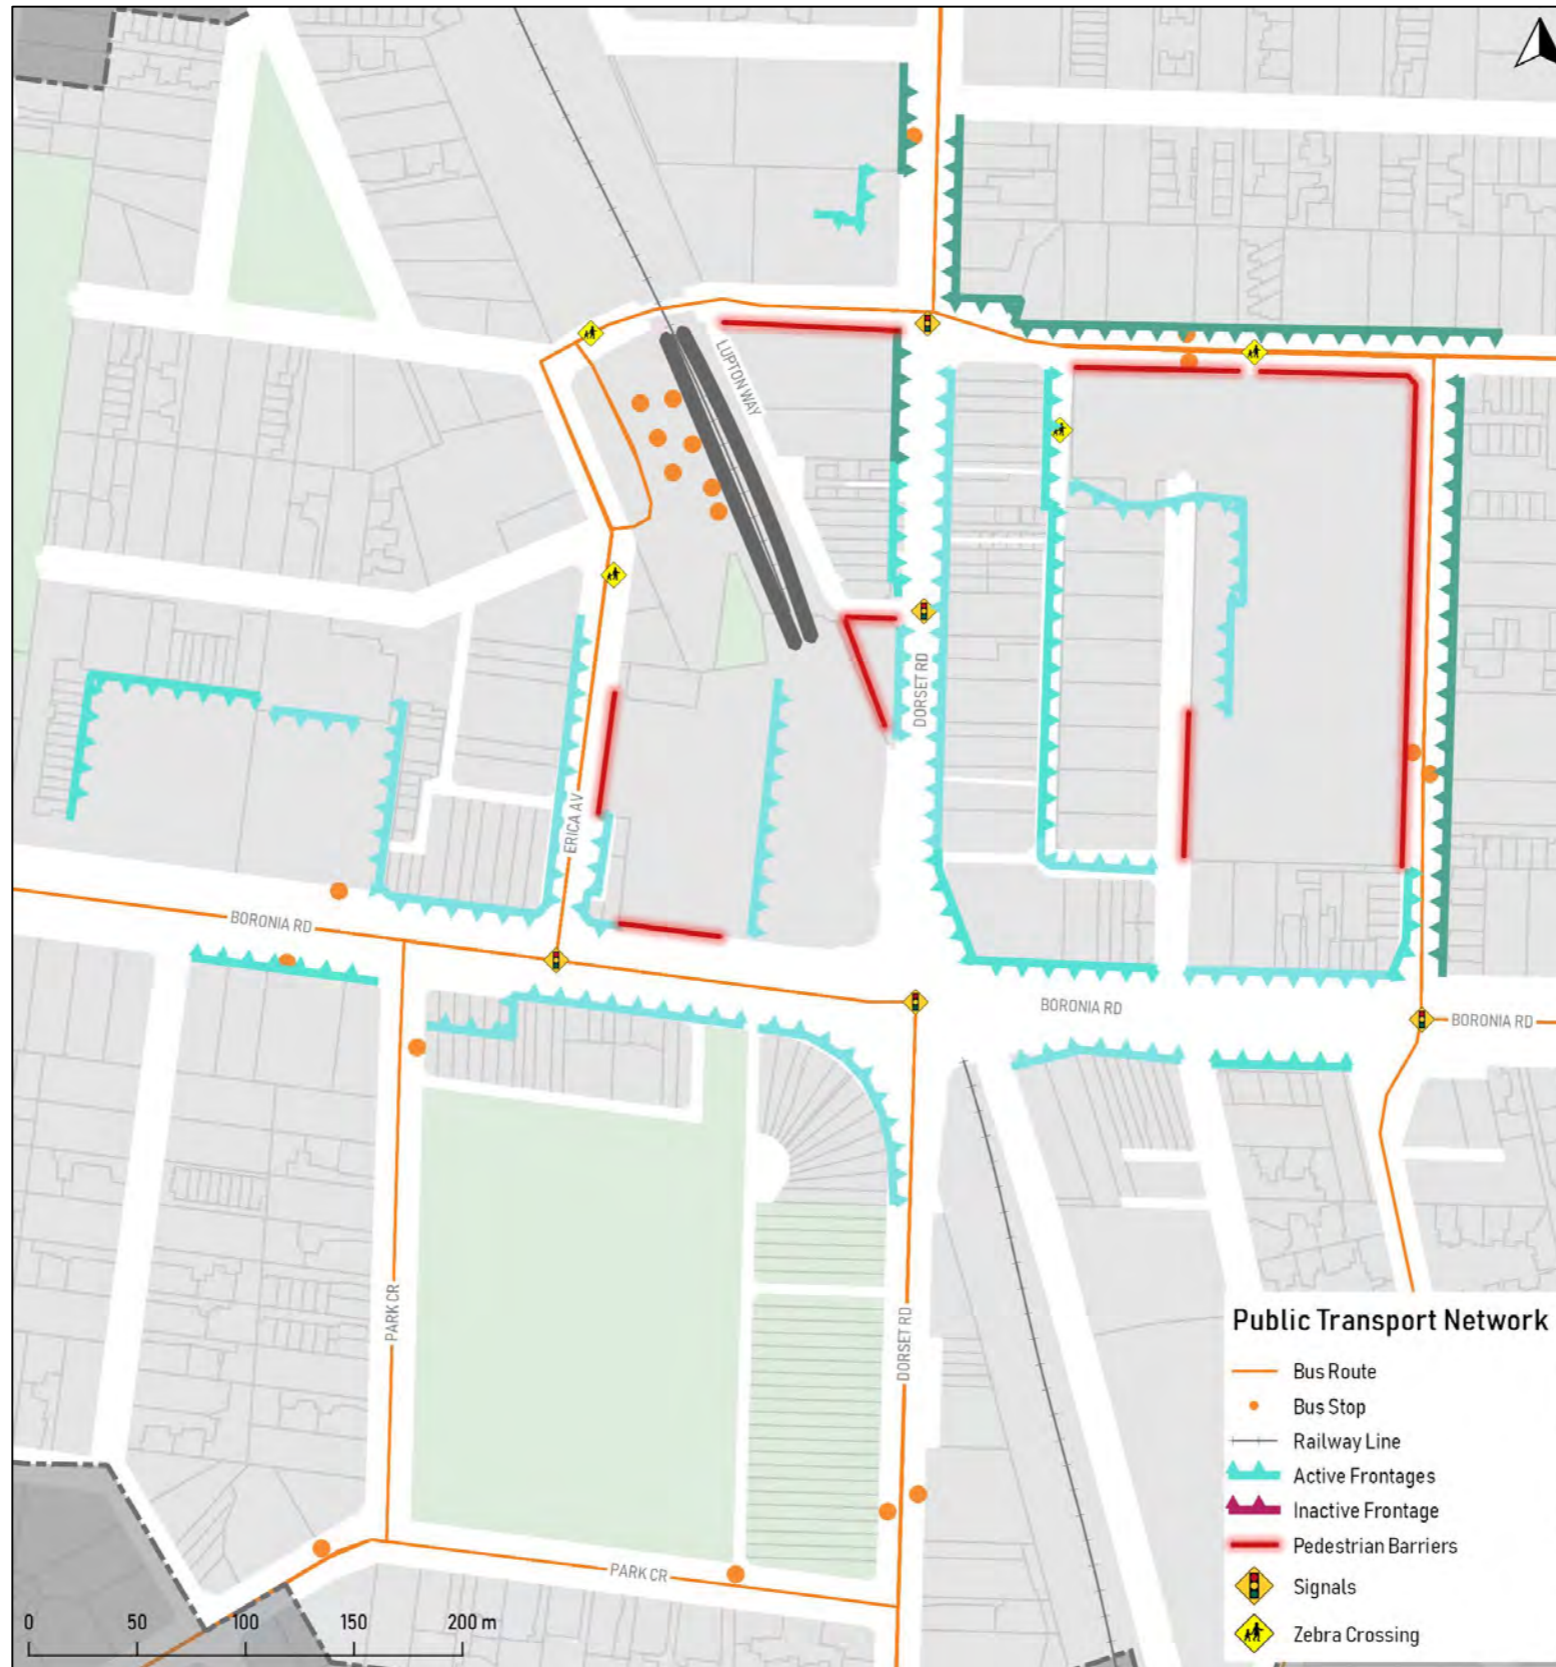 LUPTON WAY
DORSET RD
ERICA AV
BORONIA RD
BORONIA RD
BORONIA RD
PARK CR
DORSET RD
PARK CR
Public Transport Network
Bus Route
Bus Stop
Railway Line
Active Frontages
Inactive Frontage
Pedestrian Barriers
Signals
Zebra Crossing
0 50 100 150 200 m